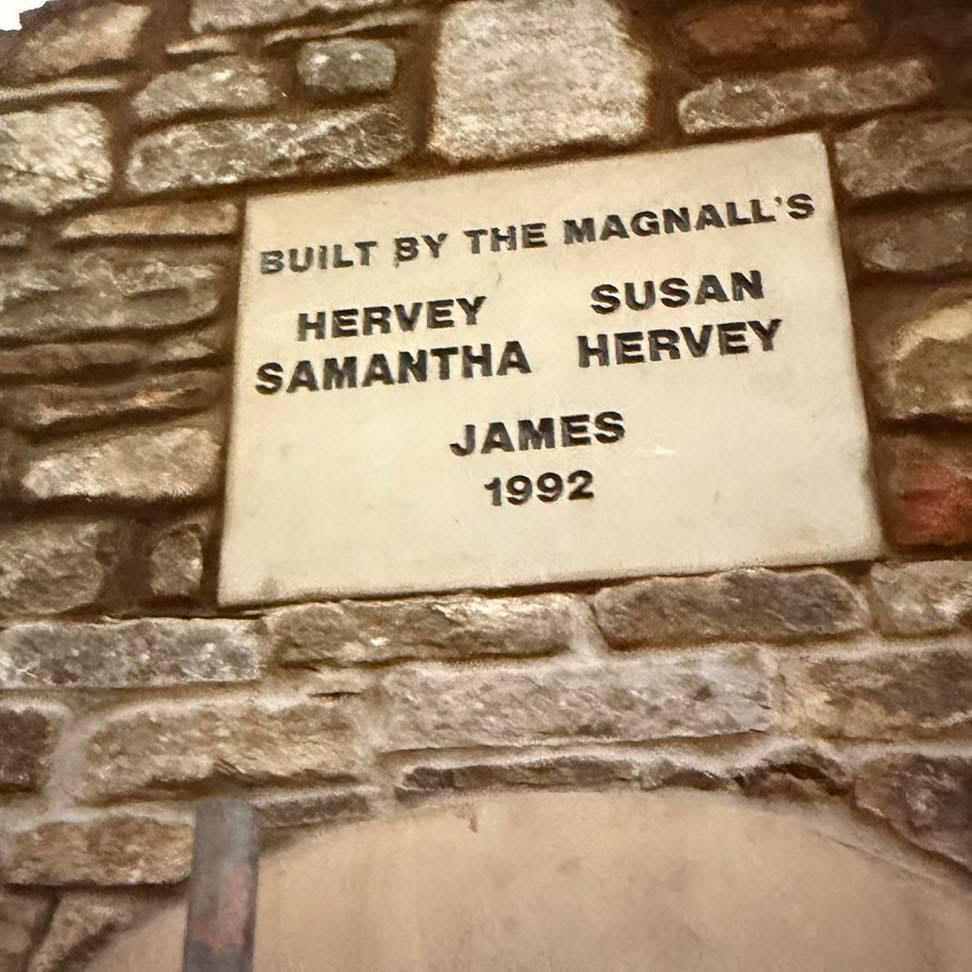 BUILT BY THE MAGNALL'S
HERVEY SUSAN
SAMANTHA HERVEY
JAMES
1992